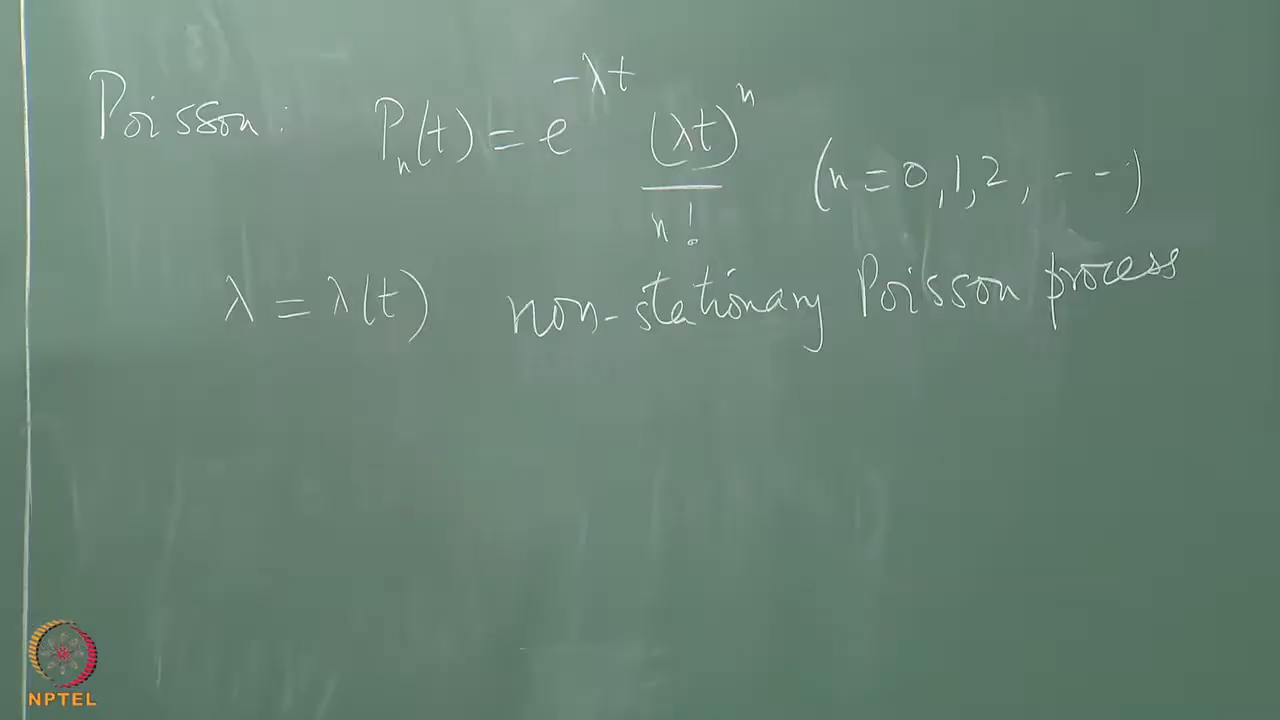 Poisson: Pₙ(t) = e^{-λt} (λt)^n / n! (n = 0, 1, 2, ---)
λ = λ(t) non-stationary Poisson process
NPTEL